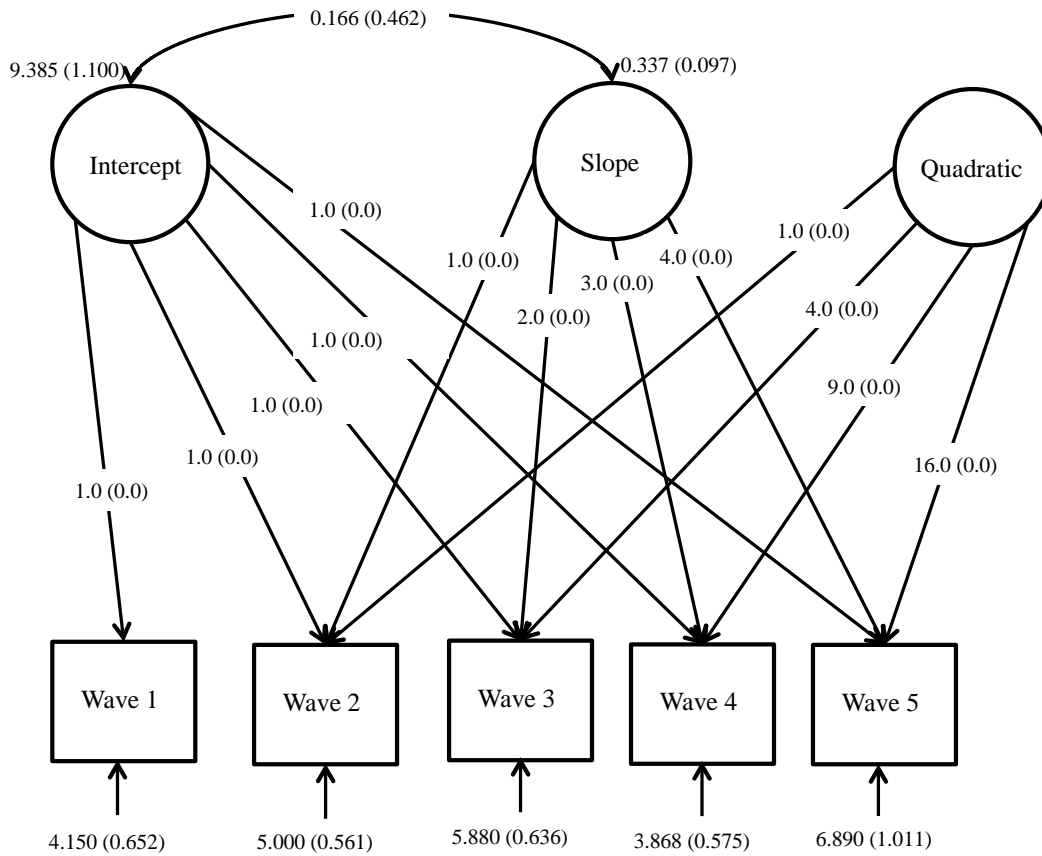 0.166 (0.462)
9.385 (1.100)
0.337 (0.097)
Intercept
Slope
Quadratic
1.0 (0.0)
1.0 (0.0)
1.0 (0.0)
4.0 (0.0)
3.0 (0.0)
2.0 (0.0)
4.0 (0.0)
1.0 (0.0)
9.0 (0.0)
1.0 (0.0)
1.0 (0.0)
16.0 (0.0)
1.0 (0.0)
Wave 1
Wave 2
Wave 3
Wave 4
Wave 5
4.150 (0.652)
5.000 (0.561)
5.880 (0.636)
3.868 (0.575)
6.890 (1.011)